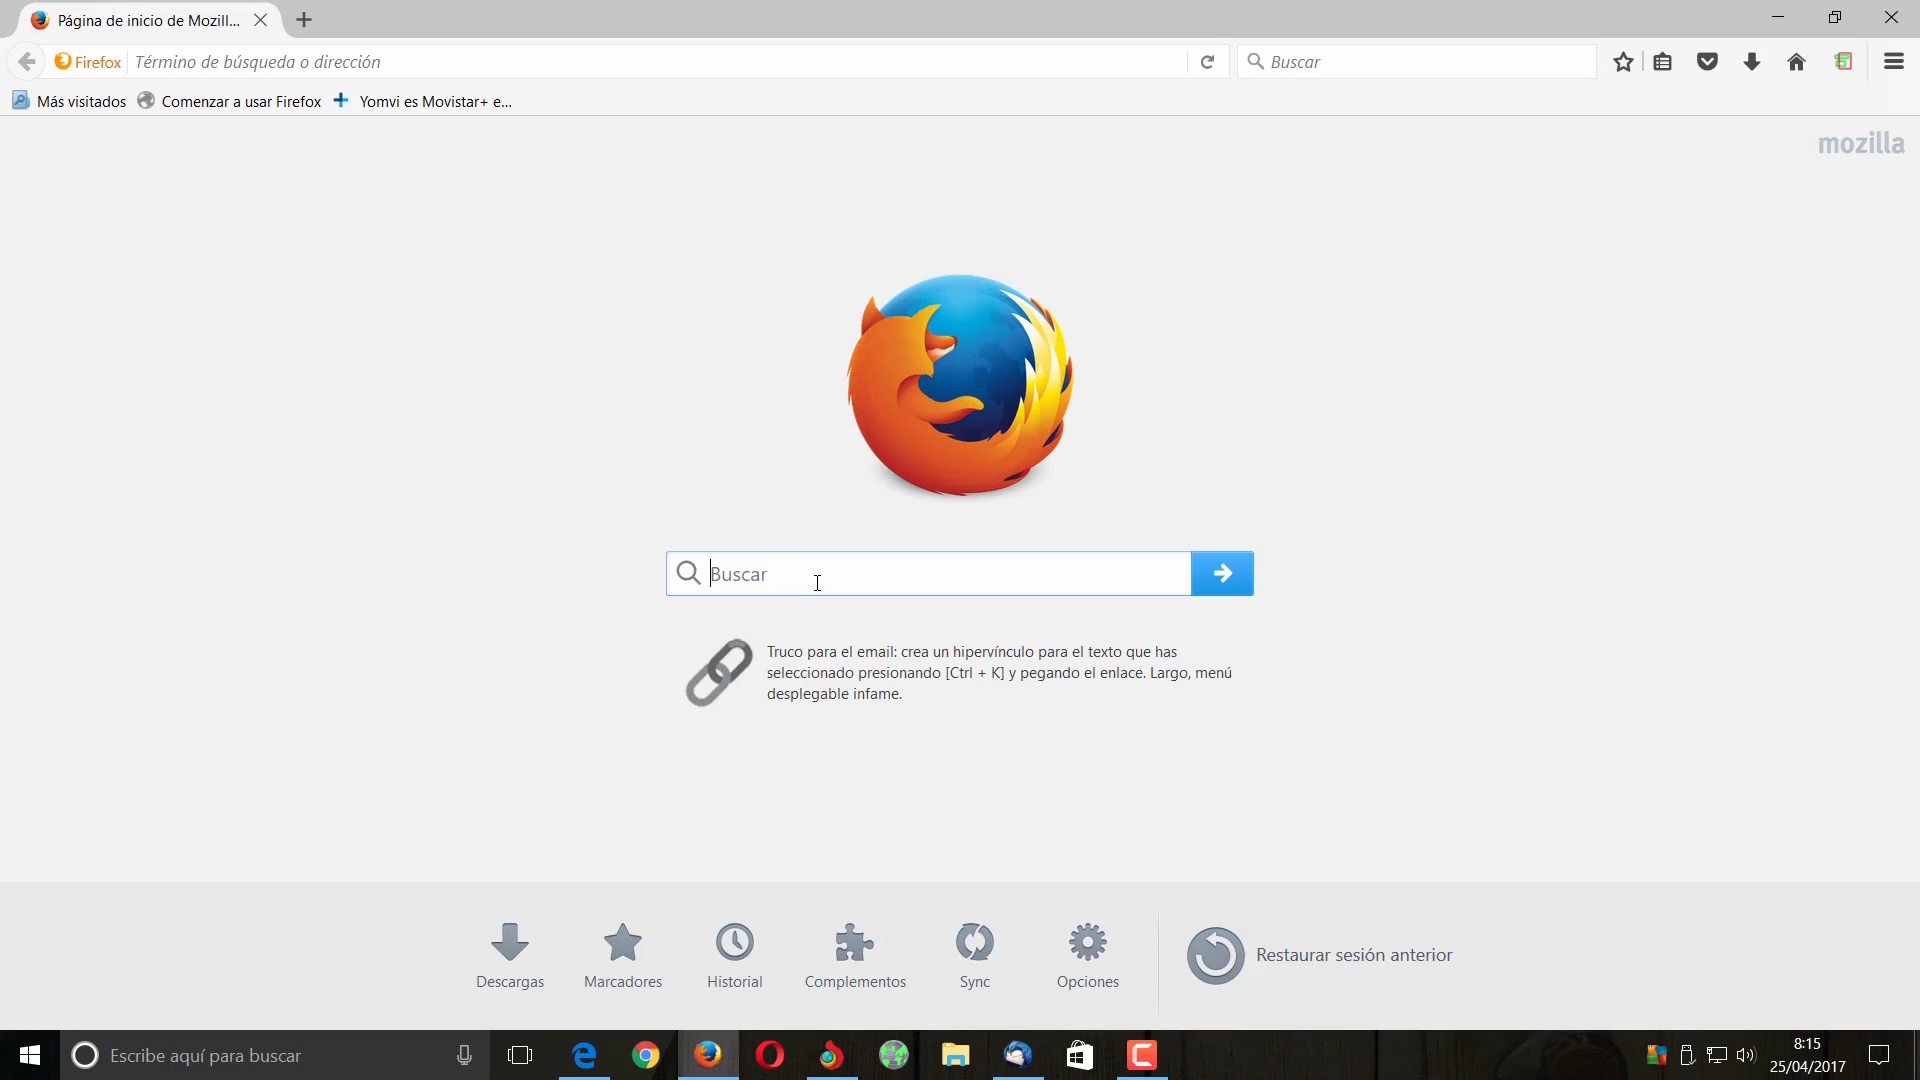 Página de inicio de Mozill...
Firefox
Término de búsqueda o dirección
Buscar
Más visitados
Comenzar a usar Firefox
Yomvi es Movistar+ e...
mozilla
Buscar
Truco para el email: crea un hipervínculo para el texto que has
seleccionado presionando [Ctrl + K] y pegando el enlace. Largo, menú
desplegable infame.
Descargas
Marcadores
Historial
Complementos
Sync
Opciones
Restaurar sesión anterior
Escribe aquí para buscar
8:15
25/04/2017